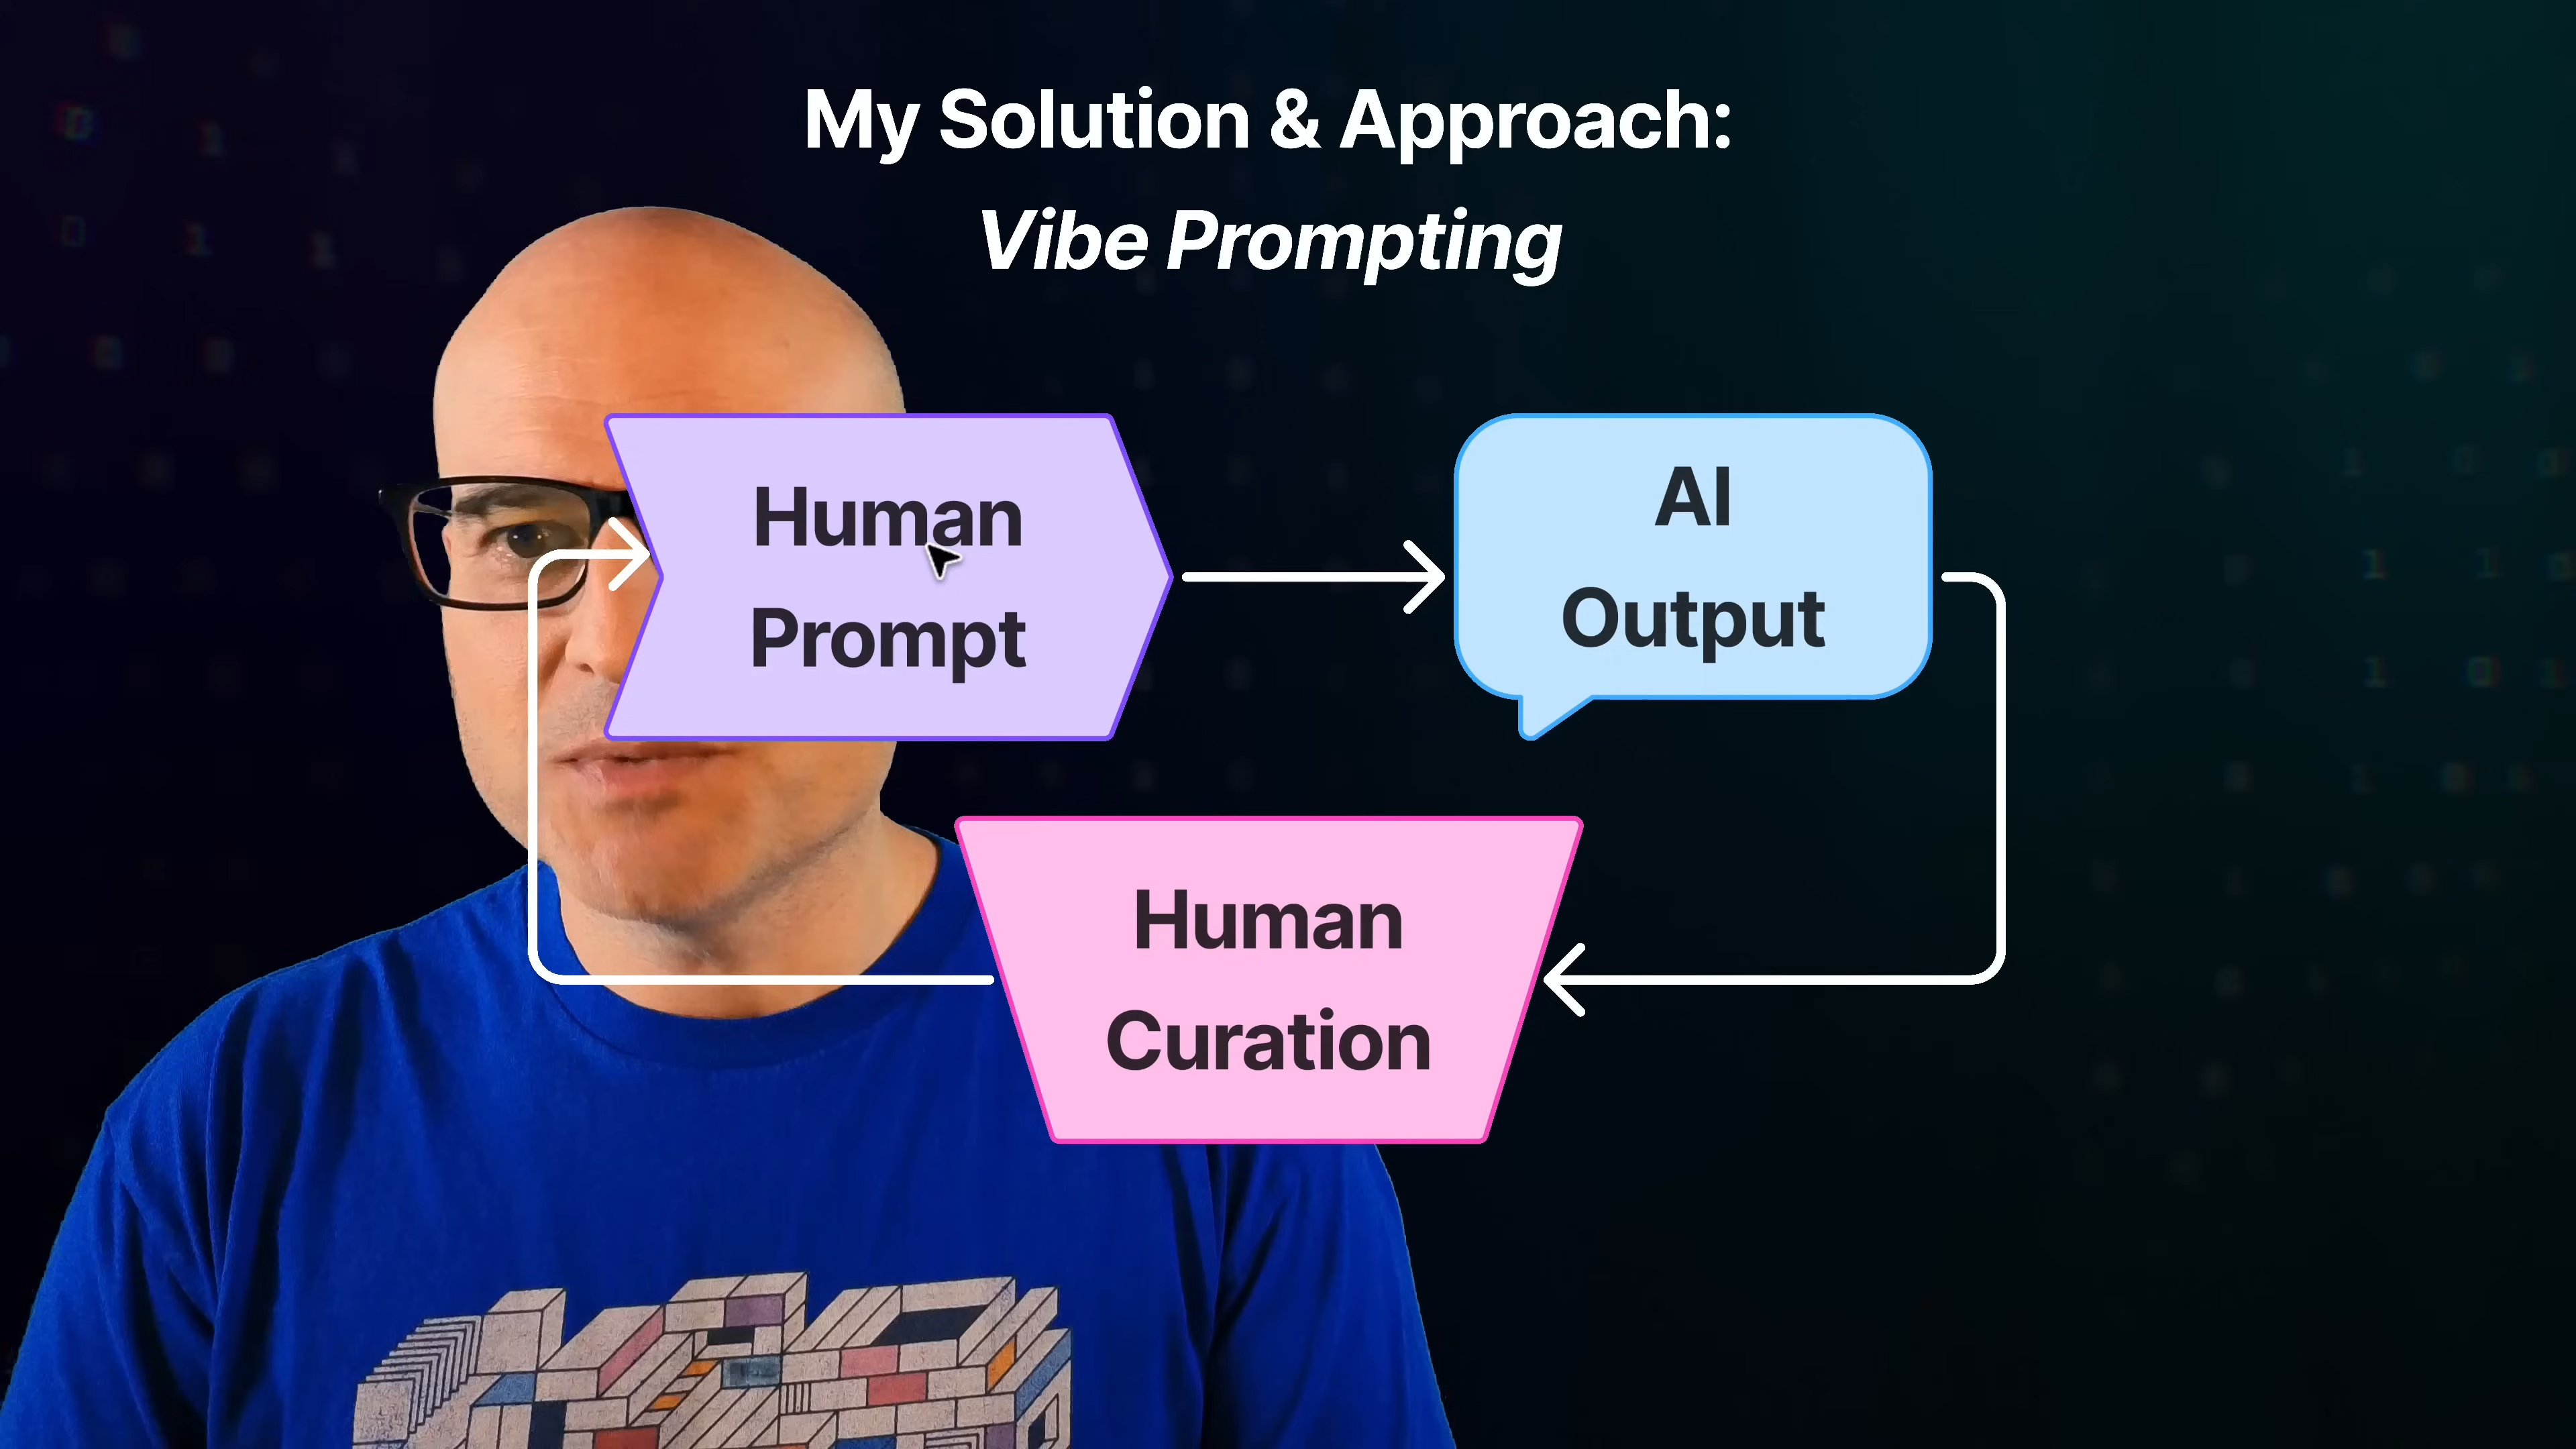 My Solution & Approach:
Vibe Prompting
Human
Prompt
AI
Output
Human
Curation